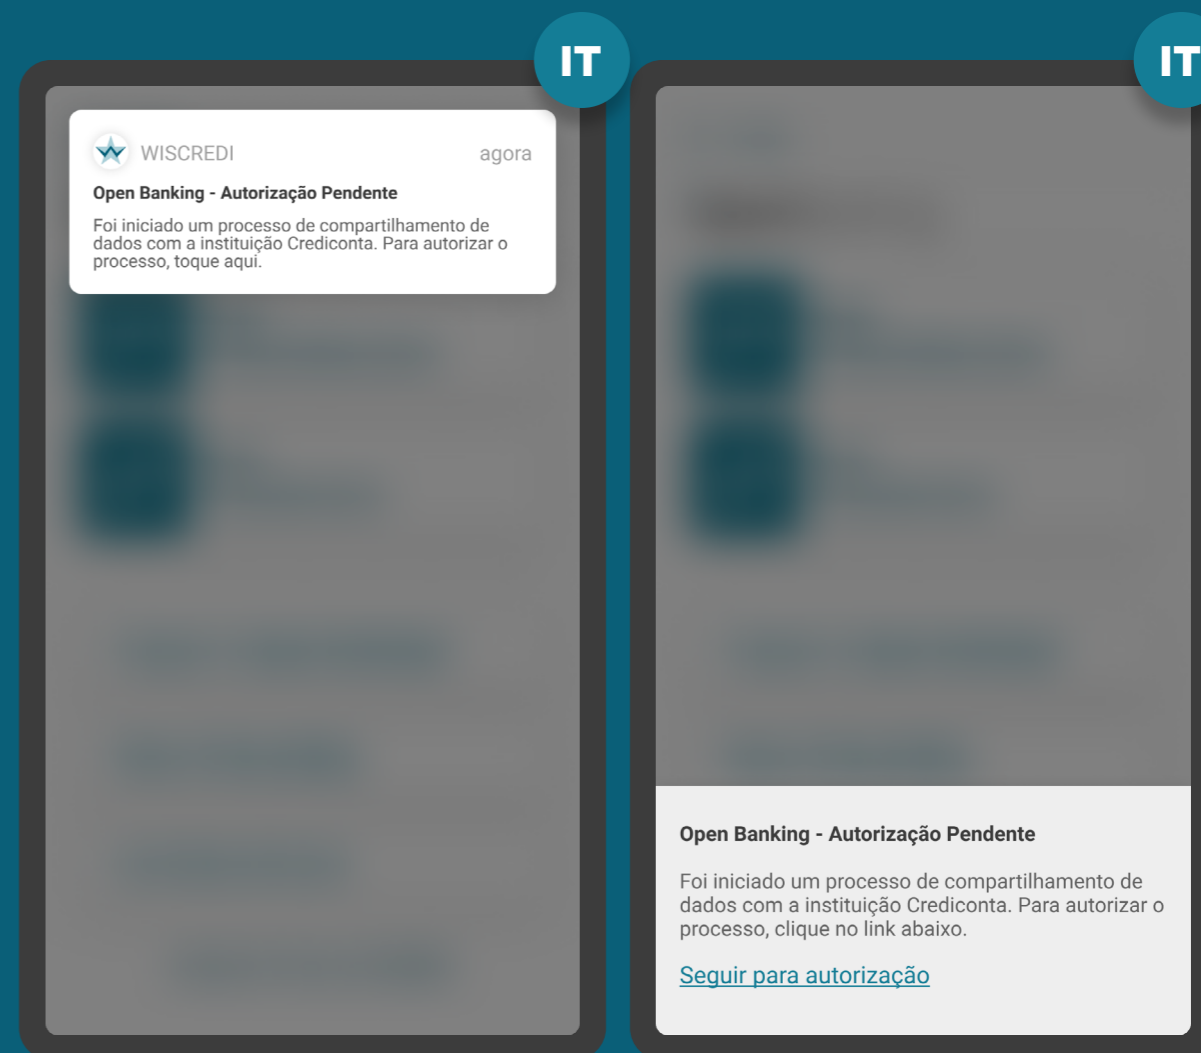 IT
WISCREDI
agora
Open Banking - Autorização Pendente
Foi iniciado um processo de compartilhamento de
dados com a instituição Crediconta. Para autorizar o
processo, toque aqui.
IT
Open Banking - Autorização Pendente
Foi iniciado um processo de compartilhamento de
dados com a instituição Crediconta. Para autorizar o
processo, clique no link abaixo.
Seguir para autorização